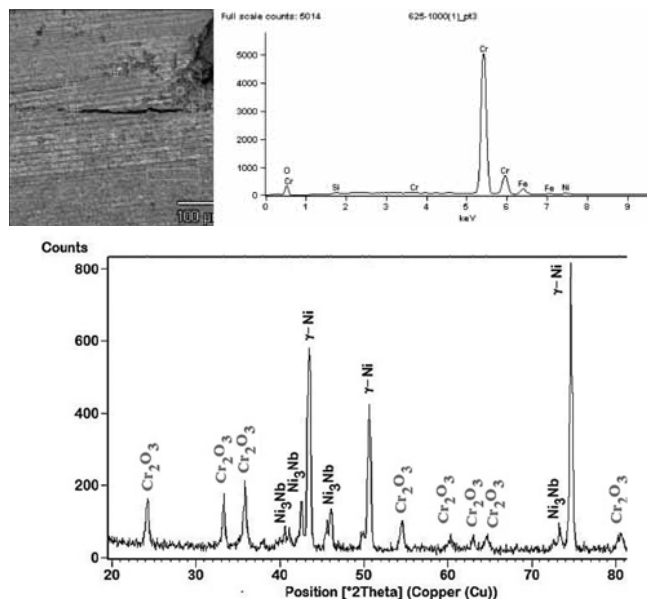 Full scale counts: 5014
625-1000(1)_pt3
Cr
5000
4000
3000
2000
1000
0
O
Cr
Si
Cr
Cr
Fe
Fe
Ni
0 1 2 3 4 5 6 7 8 9
keV
100 µ
Counts
800
600
400
200
0
Cr₂O₃
Cr₂O₃
Cr₂O₃
Ni₃Nb
Ni₃Nb
γ–Ni
Ni₃Nb
γ–Ni
Cr₂O₃
Cr₂O₃
Cr₂O₃
Cr₂O₃
Ni₃Nb
γ–Ni
Cr₂O₃
20 30 40 50 60 70 80
Position [°2Theta] (Copper (Cu))